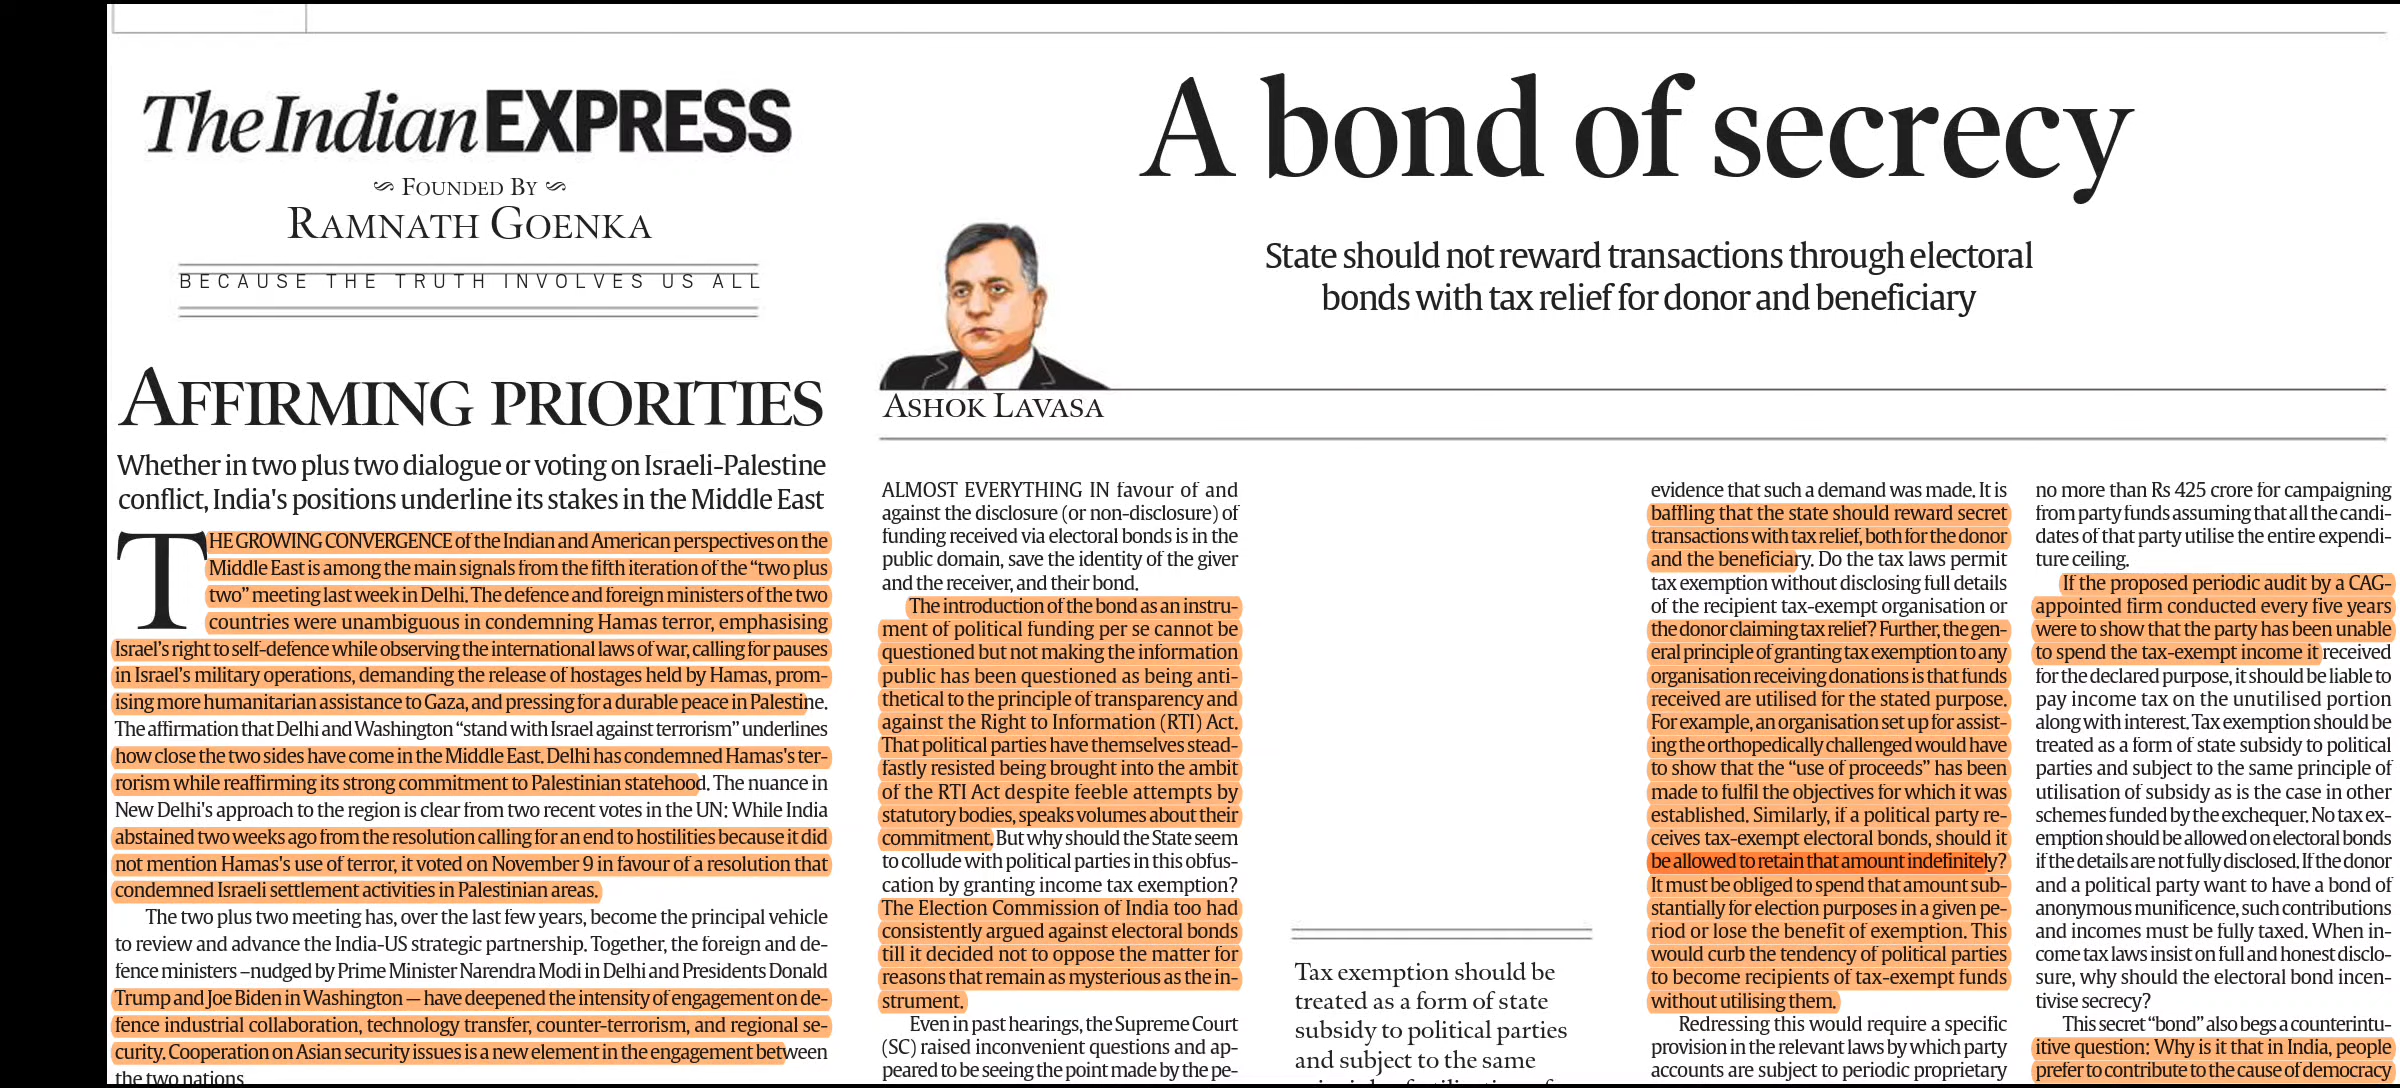 The Indian EXPRESS
FOUNDED BY
RAMNATH GOENKA
BECAUSE THE TRUTH INVOLVES US ALL
AFFIRMING PRIORITIES
Whether in two plus two dialogue or voting on Israeli-Palestine
conflict, India's positions underline its stakes in the Middle East
THE GROWING CONVERGENCE of the Indian and American perspectives on the
Middle East is among the main signals from the fifth iteration of the “two plus
two” meeting last week in Delhi. The defence and foreign ministers of the two
countries were unambiguous in condemning Hamas terror, emphasising
Israel's right to self-defence while observing the international laws of war, calling for pauses
in Israel's military operations, demanding the release of hostages held by Hamas, prom-
ising more humanitarian assistance to Gaza, and pressing for a durable peace in Palestine.
The affirmation that Delhi and Washington “stand with Israel against terrorism” underlines
how close the two sides have come in the Middle East. Delhi has condemned Hamas's ter-
rorism while reaffirming its strong commitment to Palestinian statehood. The nuance in
New Delhi's approach to the region is clear from two recent votes in the UN: While India
abstained two weeks ago from the resolution calling for an end to hostilities because it did
not mention Hamas's use of terror, it voted on November 9 in favour of a resolution that
condemned Israeli settlement activities in Palestinian areas.
The two plus two meeting has, over the last few years, become the principal vehicle
to review and advance the India-US strategic partnership. Together, the foreign and de-
fence ministers –nudged by Prime Minister Narendra Modi in Delhi and Presidents Donald
Trump and Joe Biden in Washington — have deepened the intensity of engagement on de-
fence industrial collaboration, technology transfer, counter-terrorism, and regional se-
curity. Cooperation on Asian security issues is a new element in the engagement between
the two nations
A bond of secrecy
State should not reward transactions through electoral
bonds with tax relief for donor and beneficiary
ASHOK LAVASA
ALMOST EVERYTHING IN favour of and
against the disclosure (or non-disclosure) of
funding received via electoral bonds is in the
public domain, save the identity of the giver
and the receiver, and their bond.
The introduction of the bond as an instru-
ment of political funding per se cannot be
questioned but not making the information
public has been questioned as being anti-
thetical to the principle of transparency and
against the Right to Information (RTI) Act.
That political parties have themselves stead-
fastly resisted being brought into the ambit
of the RTI Act despite feeble attempts by
statutory bodies, speaks volumes about their
commitment. But why should the State seem
to collude with political parties in this obfus-
cation by granting income tax exemption?
The Election Commission of India too had
consistently argued against electoral bonds
till it decided not to oppose the matter for
reasons that remain as mysterious as the in-
strument.
Even in past hearings, the Supreme Court
(SC) raised inconvenient questions and ap-
peared to be seeing the point made by the pe-
Tax exemption should be
treated as a form of state
subsidy to political parties
and subject to the same
evidence that such a demand was made. It is
baffling that the state should reward secret
transactions with tax relief, both for the donor
and the beneficiary. Do the tax laws permit
tax exemption without disclosing full details
of the recipient tax-exempt organisation or
the donor claiming tax relief? Further, the gen-
eral principle of granting tax exemption to any
organisation receiving donations is that funds
received are utilised for the stated purpose.
For example, an organisation set up for assist-
ing the orthopedically challenged would have
to show that the “use of proceeds” has been
made to fulfil the objectives for which it was
established. Similarly, if a political party re-
ceives tax-exempt electoral bonds, should it
be allowed to retain that amount indefinitely?
It must be obliged to spend that amount sub-
stantially for election purposes in a given pe-
riod or lose the benefit of exemption. This
would curb the tendency of political parties
to become recipients of tax-exempt funds
without utilising them.
Redressing this would require a specific
provision in the relevant laws by which party
accounts are subject to periodic proprietary
no more than Rs 425 crore for campaigning
from party funds assuming that all the candi-
dates of that party utilise the entire expendi-
ture ceiling.
If the proposed periodic audit by a CAG-
appointed firm conducted every five years
were to show that the party has been unable
to spend the tax-exempt income it received
for the declared purpose, it should be liable to
pay income tax on the unutilised portion
along with interest. Tax exemption should be
treated as a form of state subsidy to political
parties and subject to the same principle of
utilisation of subsidy as is the case in other
schemes funded by the exchequer. No tax ex-
emption should be allowed on electoral bonds
if the details are not fully disclosed. If the donor
and a political party want to have a bond of
anonymous munificence, such contributions
and incomes must be fully taxed. When in-
come tax laws insist on full and honest disclo-
sure, why should the electoral bond incen-
tivise secrecy?
This secret “bond” also begs a counterintu-
itive question: Why is it that in India, people
prefer to contribute to the cause of democracy